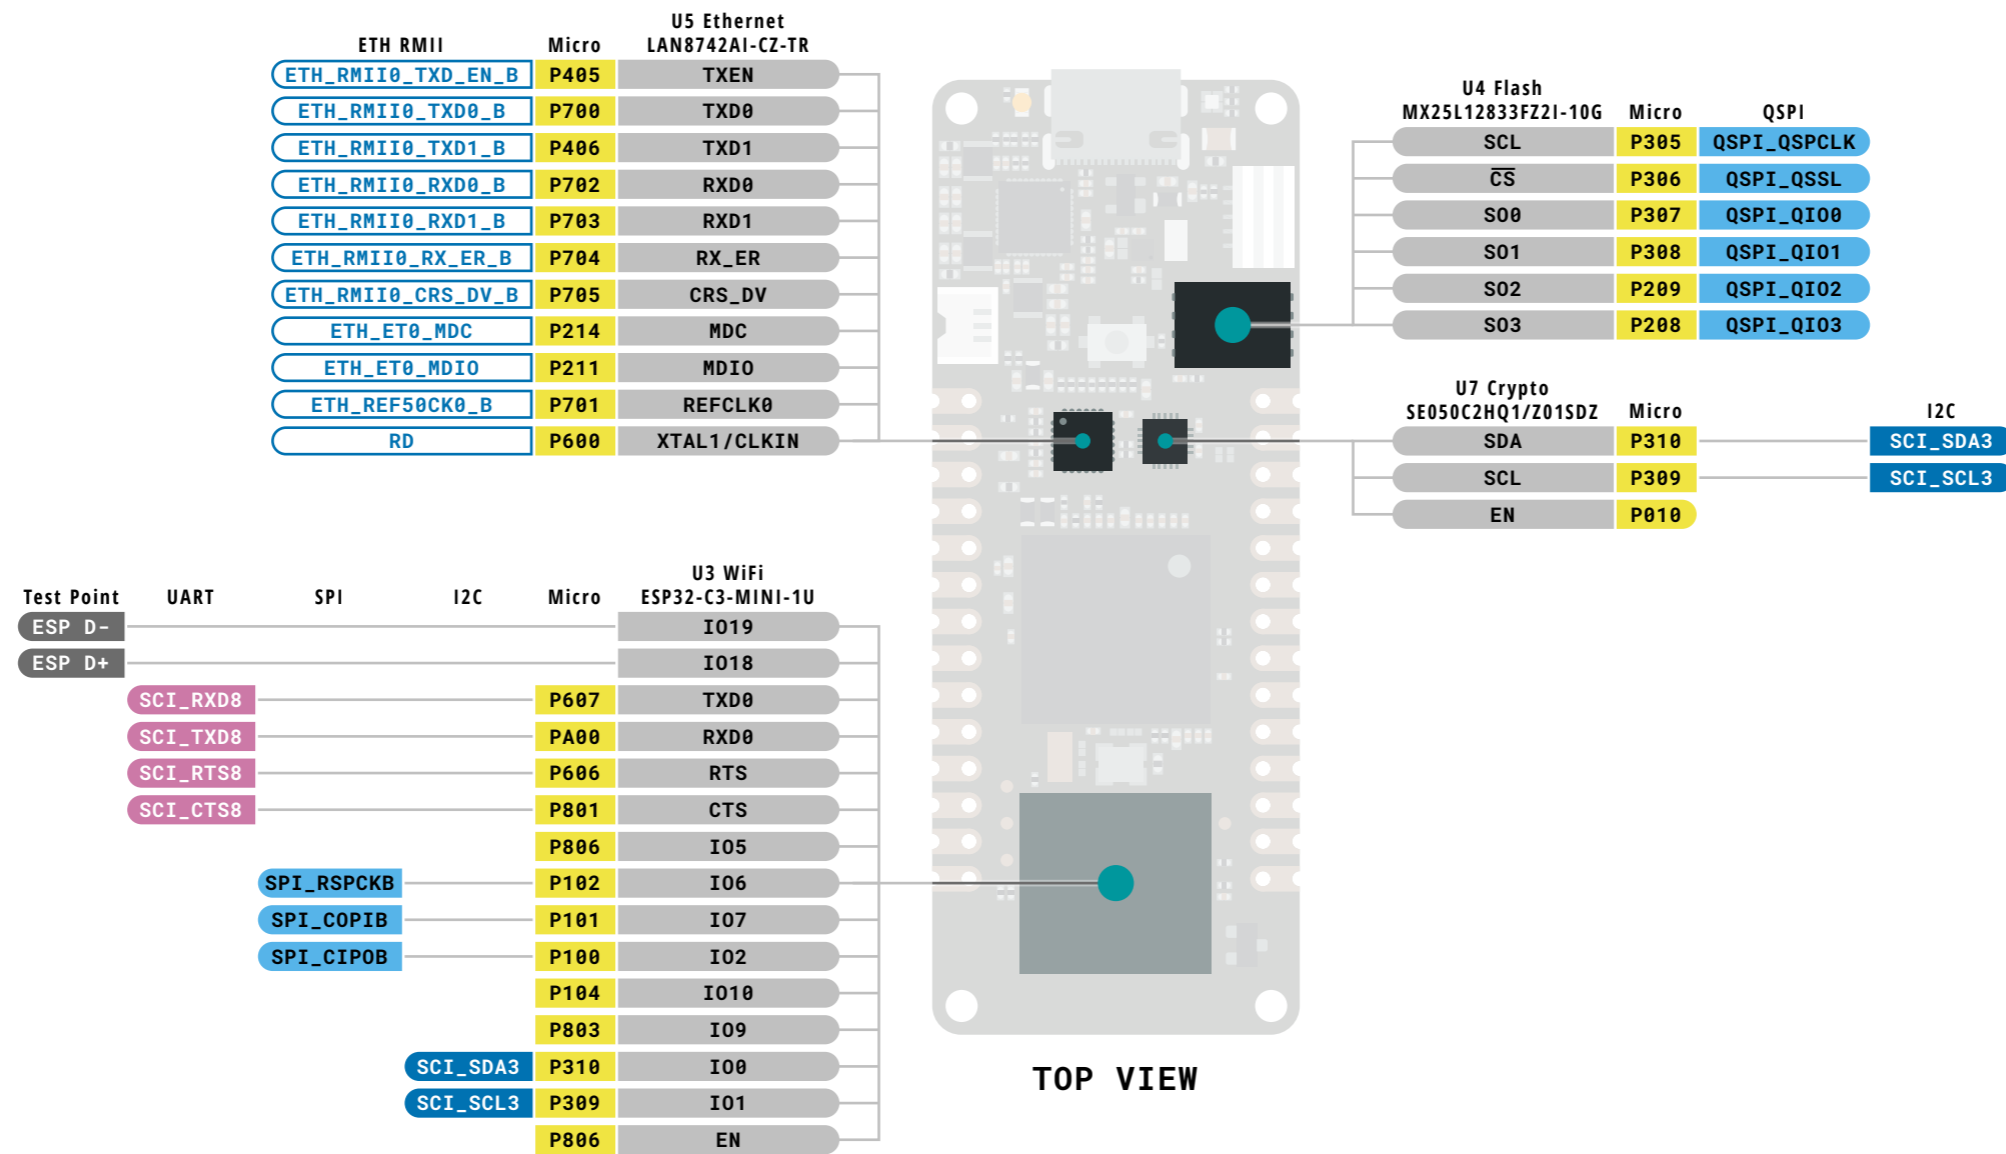 U5 Ethernet
ETH RMII Micro LAN8742AI-CZ-TR
ETH_RMII0_TXD_EN_B P405 TXEN
ETH_RMII0_TXD0_B P700 TXD0
ETH_RMII0_TXD1_B P406 TXD1
ETH_RMII0_RXD0_B P702 RXD0
ETH_RMII0_RXD1_B P703 RXD1
ETH_RMII0_RX_ER_B P704 RX_ER
ETH_RMII0_CRS_DV_B P705 CRS_DV
ETH_ET0_MDC P214 MDC
ETH_ET0_MDIO P211 MDIO
ETH_REF50CK0_B P701 REFCLK0
RD P600 XTAL1/CLKIN
U4 Flash
MX25L12833FZ2I-10G Micro QSPI
SCL P305 QSPI_QSPCLK
CS P306 QSPI_QSSL
SO0 P307 QSPI_QIO0
SO1 P308 QSPI_QIO1
SO2 P209 QSPI_QIO2
SO3 P208 QSPI_QIO3
U7 Crypto
SE050C2HQ1/Z01SDZ Micro I2C
SDA P310 SCI_SDA3
SCL P309 SCI_SCL3
EN P010
U3 WiFi
Test Point UART SPI I2C Micro ESP32-C3-MINI-1U
ESP D- IO19
ESP D+ IO18
SCI_RXD8 P607 TXD0
SCI_TXD8 PA00 RXD0
SCI_RTS8 P606 RTS
SCI_CTS8 P801 CTS
P806 IO5
SPI_RSPCKB P102 IO6
SPI_COPIB P101 IO7
SPI_CIPOB P100 IO2
P104 IO10
P803 IO9
SCI_SDA3 P310 IO0
SCI_SCL3 P309 IO1
P806 EN
TOP VIEW